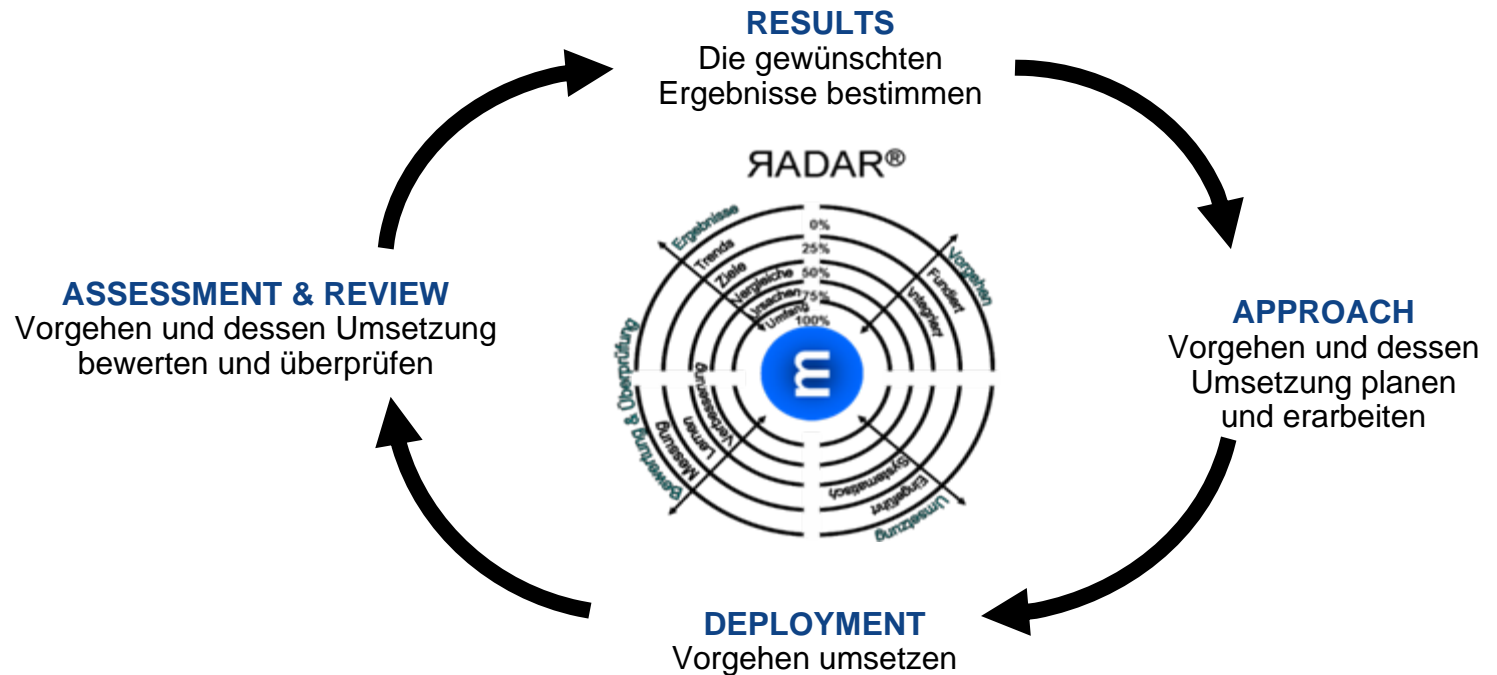 RESULTS
Die gewünschten
Ergebnisse bestimmen
ЯADAR®
Ergebnisse
Trends
Ziele
Vergleiche
Ursachen
Umfang
0%
25%
50%
75%
100%
Vorgehen
Fundiert
Integriert
m
ASSESSMENT & REVIEW
Vorgehen und dessen Umsetzung
bewerten und überprüfen
APPROACH
Vorgehen und dessen
Umsetzung planen
und erarbeiten
Bewertung & Überprüfung
Messung
Lernen
Verbesserung
Systematisch
Eingeführt
Umsetzung
DEPLOYMENT
Vorgehen umsetzen